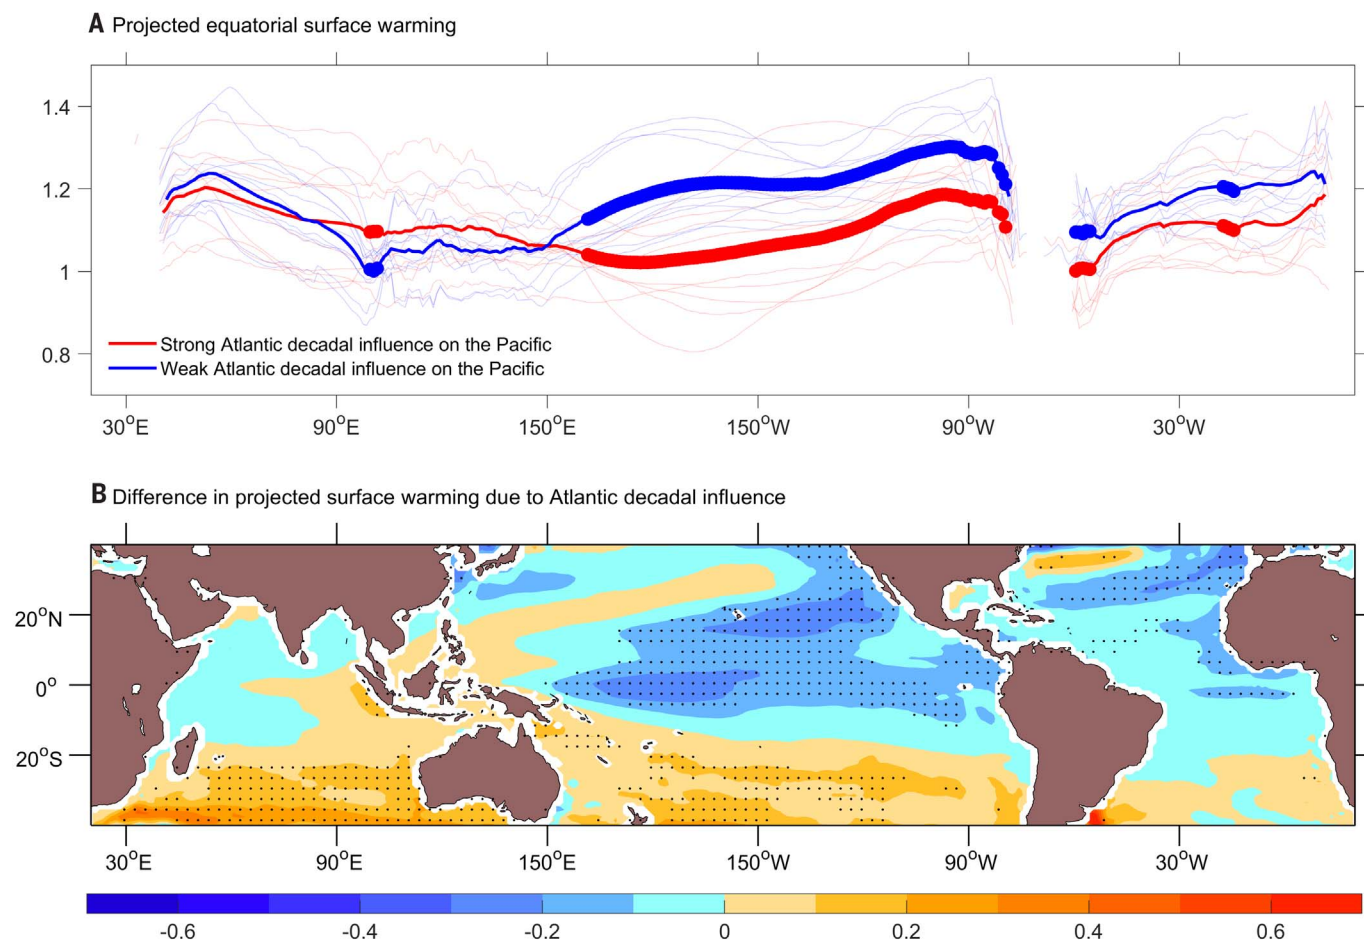 A Projected equatorial surface warming
1.4
1.2
1
0.8
Strong Atlantic decadal influence on the Pacific
Weak Atlantic decadal influence on the Pacific
30°E 90°E 150°E 150°W 90°W 30°W
B Difference in projected surface warming due to Atlantic decadal influence
20°N
0°
20°S
30°E 90°E 150°E 150°W 90°W 30°W
-0.6 -0.4 -0.2 0 0.2 0.4 0.6